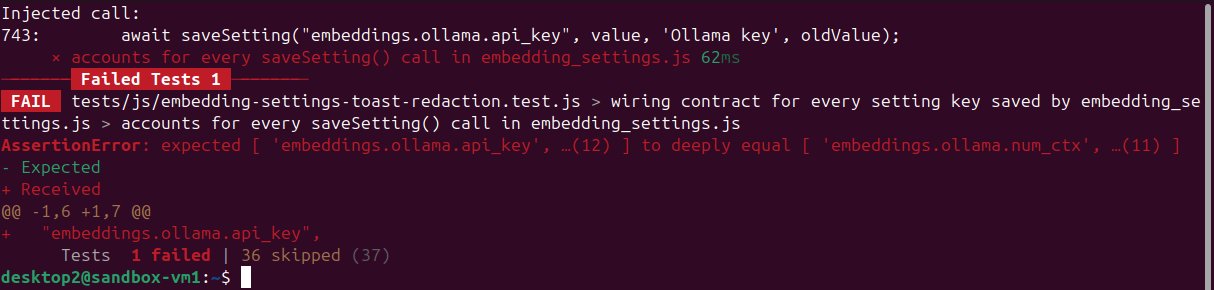 Injected call:
743:        await saveSetting("embeddings.ollama.api_key", value, 'Ollama key', oldValue);
     × accounts for every saveSetting() call in embedding_settings.js 62ms
─────── Failed Tests 1 ────────
 FAIL  tests/js/embedding-settings-toast-redaction.test.js > wiring contract for every setting key saved by embedding_se
ttings.js > accounts for every saveSetting() call in embedding_settings.js
AssertionError: expected [ 'embeddings.ollama.api_key', …(12) ] to deeply equal [ 'embeddings.ollama.num_ctx', …(11) ]
- Expected
+ Received
@@ -1,6 +1,7 @@
+   "embeddings.ollama.api_key",
      Tests  1 failed | 36 skipped (37)
desktop2@sandbox-vm1:~$